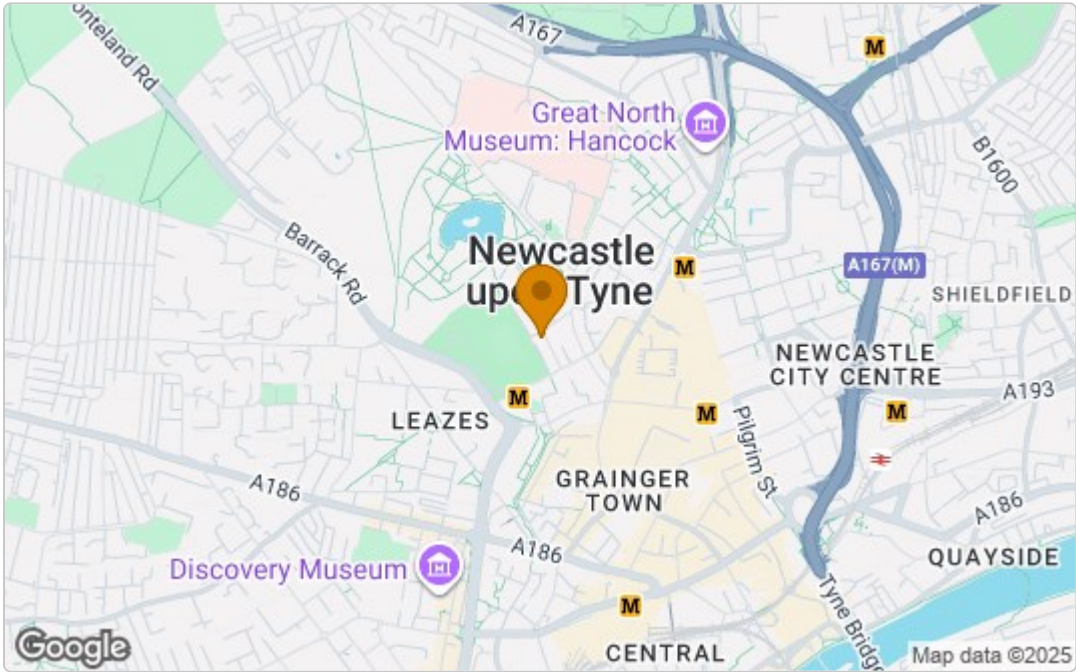 A167
M
onteland Rd
Great North
Museum: Hancock
B1600
Barrack Rd
Newcastle
upon Tyne
M
A167(M)
SHIELDFIELD
NEWCASTLE
CITY CENTRE
A193
M
LEAZES
M
M
Pilgrim St
GRAINGER
TOWN
A186
A186
A186
QUAYSIDE
Discovery Museum
M
Tyne Bridge
CENTRAL
Google
Map data ©2025